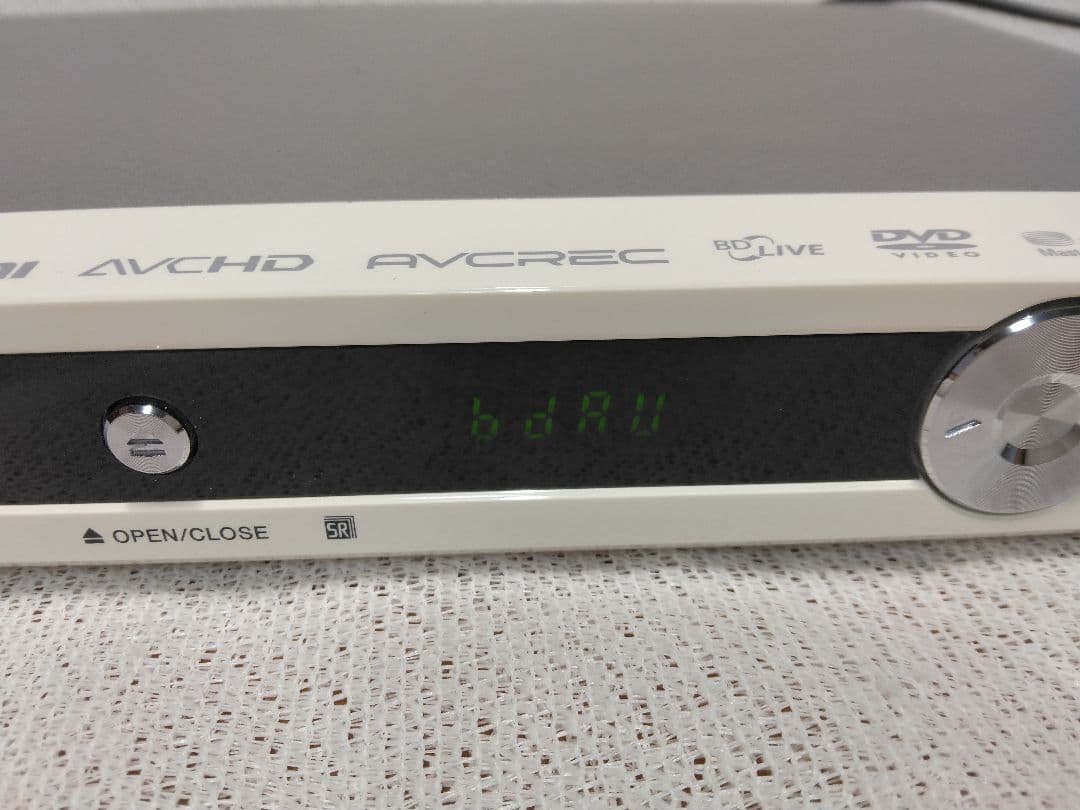 AVCHD AVCREC BD LIVE DVD
VIDEO
bdAV
OPEN/CLOSE SR